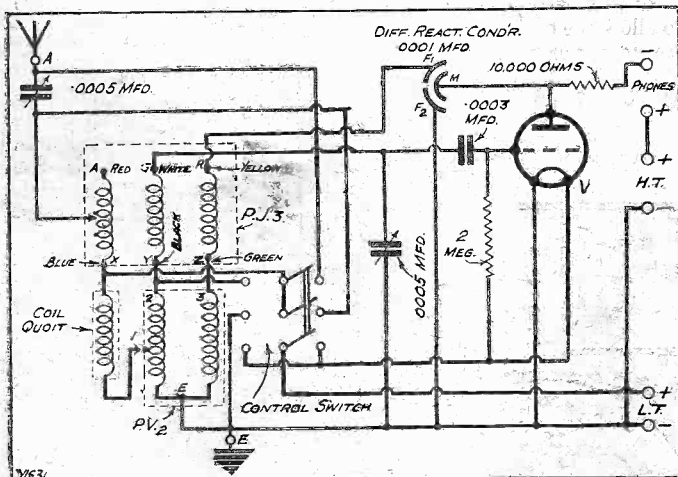 DIFF. REACT. COND'R.
.0001 MFD.
A
F1
M
F2
10,000 OHMS
-
PHONES
+
.0005 MFD.
.0003
MFD.
A RED
G WHITE
R YELLOW
V
+
H.T.
-
P.J.3.
BLACK
BLUE
X
Y
Z
GREEN
.0005 MFD.
2
MEG.
COIL
QUOIT
2
3
E
P.V.2
CONTROL SWITCH
+
L.T.
-
E